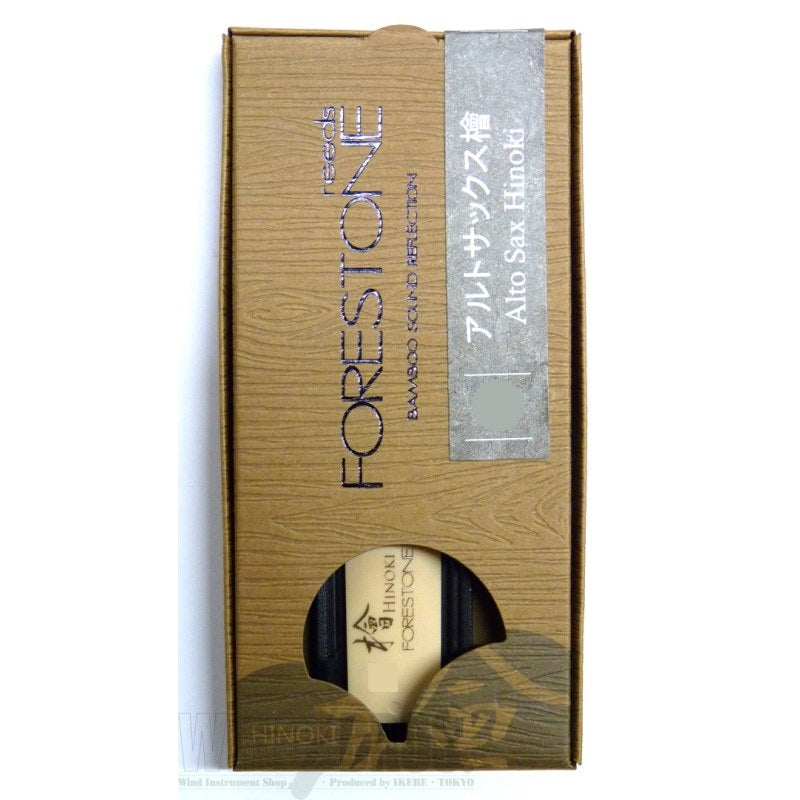 reeds
FORESTONE
BAMBOO SOUND REFLECTION
アルトサックス檜
Alto Sax Hinoki
檜
HINOKI
FORESTONE
HINOKI
Wind Instrument Shop
・Produced by IKEBE・TOKYO